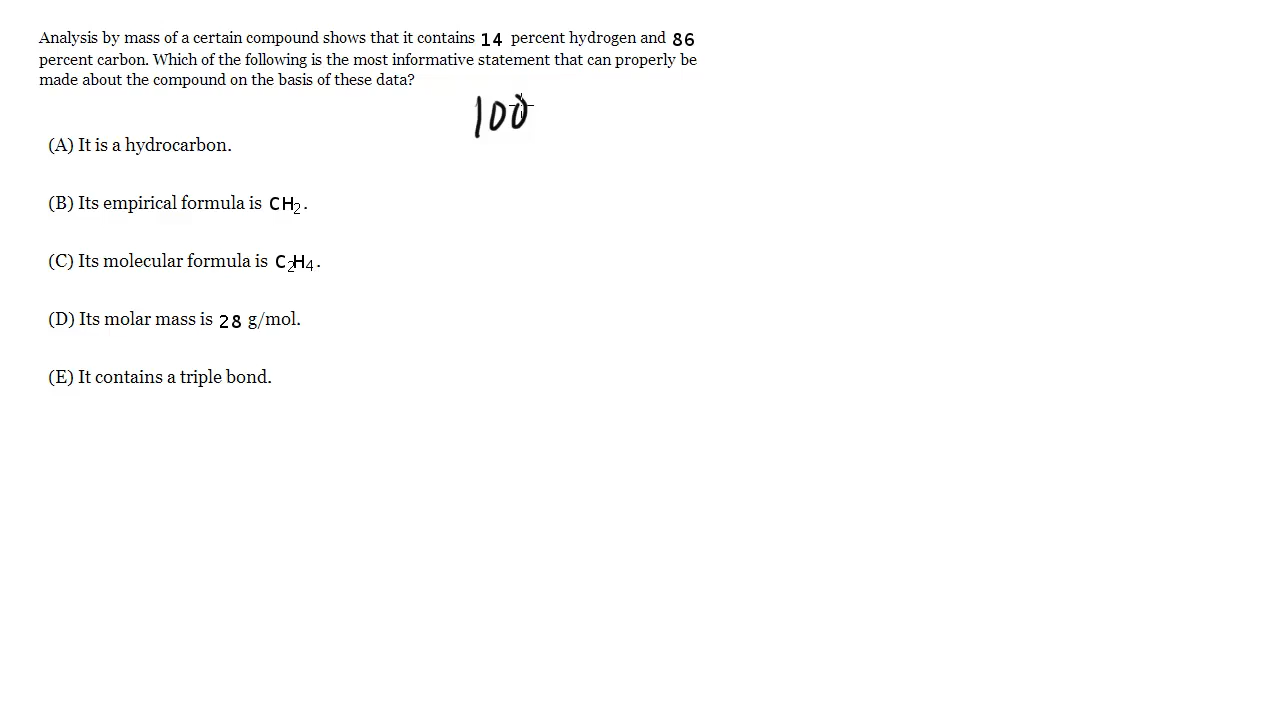 Analysis by mass of a certain compound shows that it contains 14 percent hydrogen and 86
percent carbon. Which of the following is the most informative statement that can properly be
made about the compound on the basis of these data?
100
(A) It is a hydrocarbon.
(B) Its empirical formula is CH₂.
(C) Its molecular formula is C₂H₄.
(D) Its molar mass is 28 g/mol.
(E) It contains a triple bond.